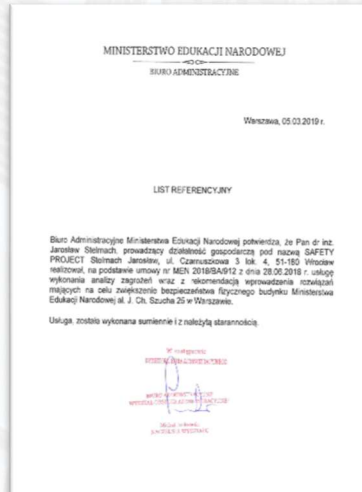 MINISTERSTWO EDUKACJI NARODOWEJ
BIURO ADMINISTRACYJNE
Warszawa, 05.03.2019 r.
LIST REFERENCYJNY
Biuro Administracyjne Ministerstwa Edukacji Narodowej potwierdza, że Pan dr inż.
Jarosław Stelmach, prowadzący działalność gospodarczą pod nazwą SAFETY
PROJECT Stelmach Jarosław, ul. Czarnuszkowa 3 lok. 4, 51-180 Wrocław
realizował, na podstawie umowy nr MEN 2018/BA/912 z dnia 28.06.2018 r. usługę
wykonania analizy zagrożeń wraz z rekomendacją wprowadzenia rozwiązań
mających na celu zwiększenie bezpieczeństwa fizycznego budynku Ministerstwa
Edukacji Narodowej al. J. Ch. Szucha 25 w Warszawie.
Usługa, została wykonana sumiennie i z należytą starannością.